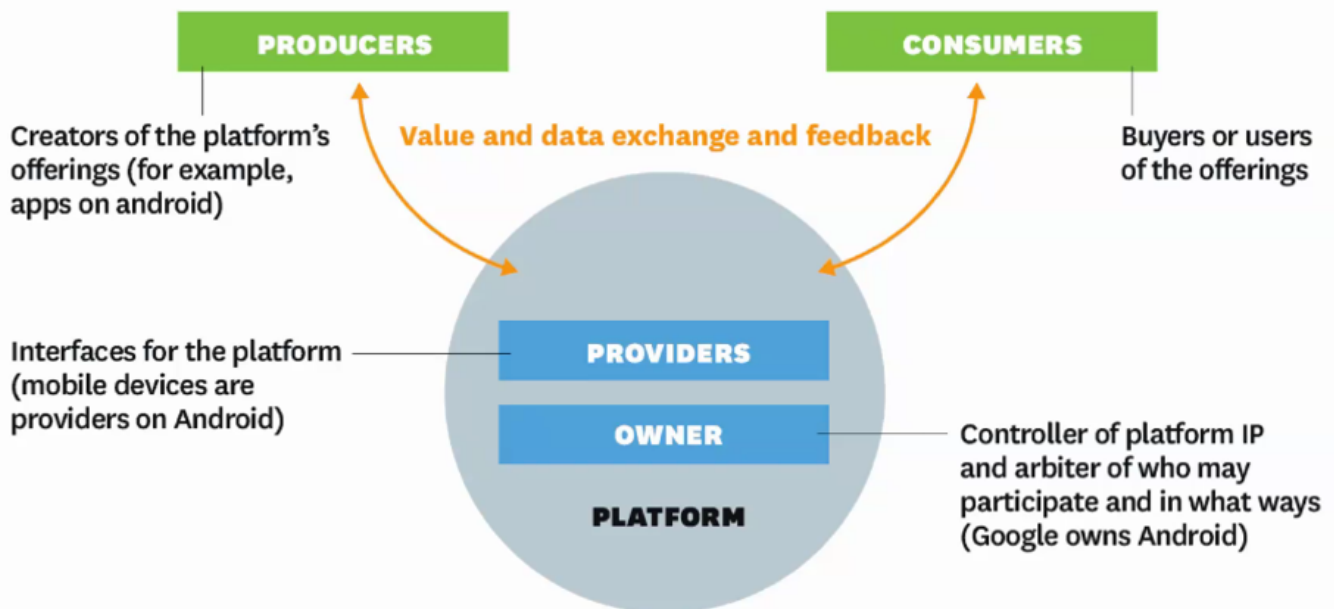 PRODUCERS
CONSUMERS
Creators of the platform's
offerings (for example,
apps on android)
Value and data exchange and feedback
Buyers or users
of the offerings
Interfaces for the platform
(mobile devices are
providers on Android)
PROVIDERS
OWNER
Controller of platform IP
and arbiter of who may
participate and in what ways
(Google owns Android)
PLATFORM